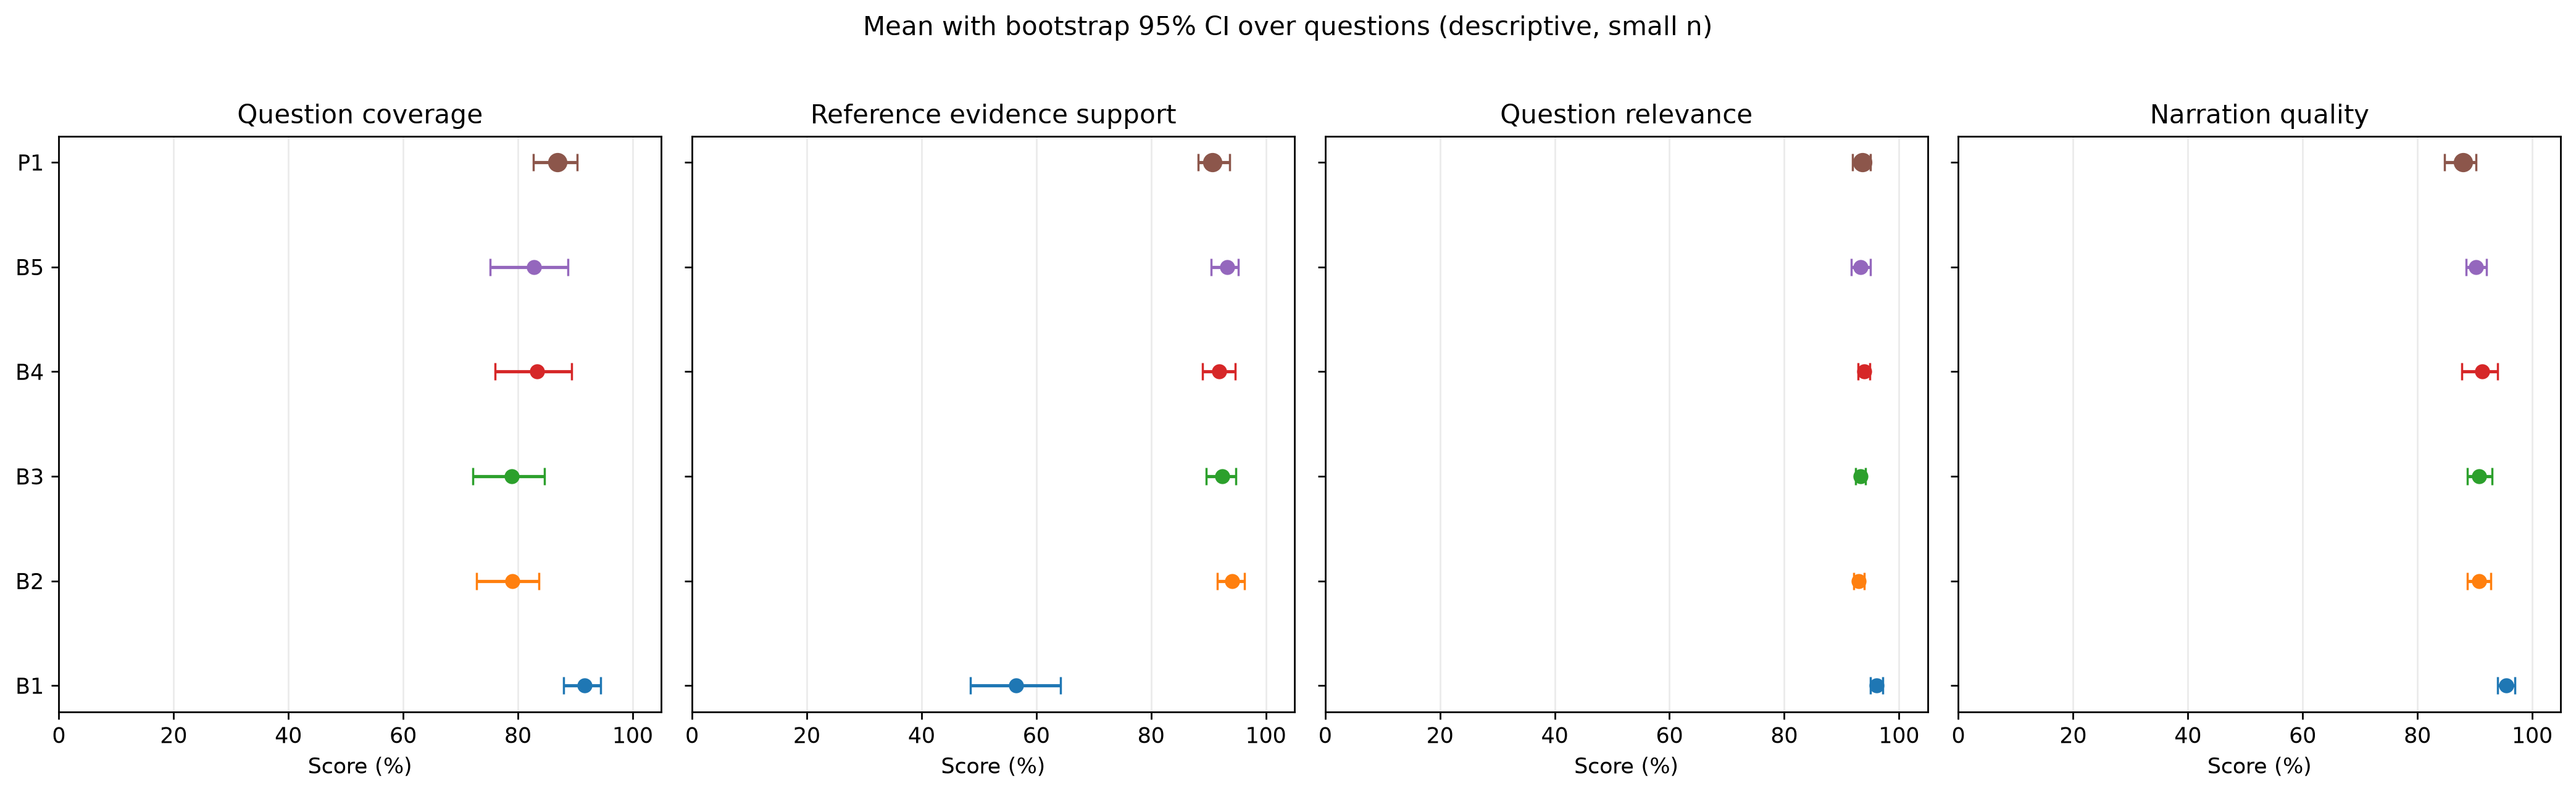 Mean with bootstrap 95% CI over questions (descriptive, small n)
Question coverage
Reference evidence support
Question relevance
Narration quality
P1
B5
B4
B3
B2
B1
0 20 40 60 80 100
0 20 40 60 80 100
0 20 40 60 80 100
0 20 40 60 80 100
Score (%)
Score (%)
Score (%)
Score (%)